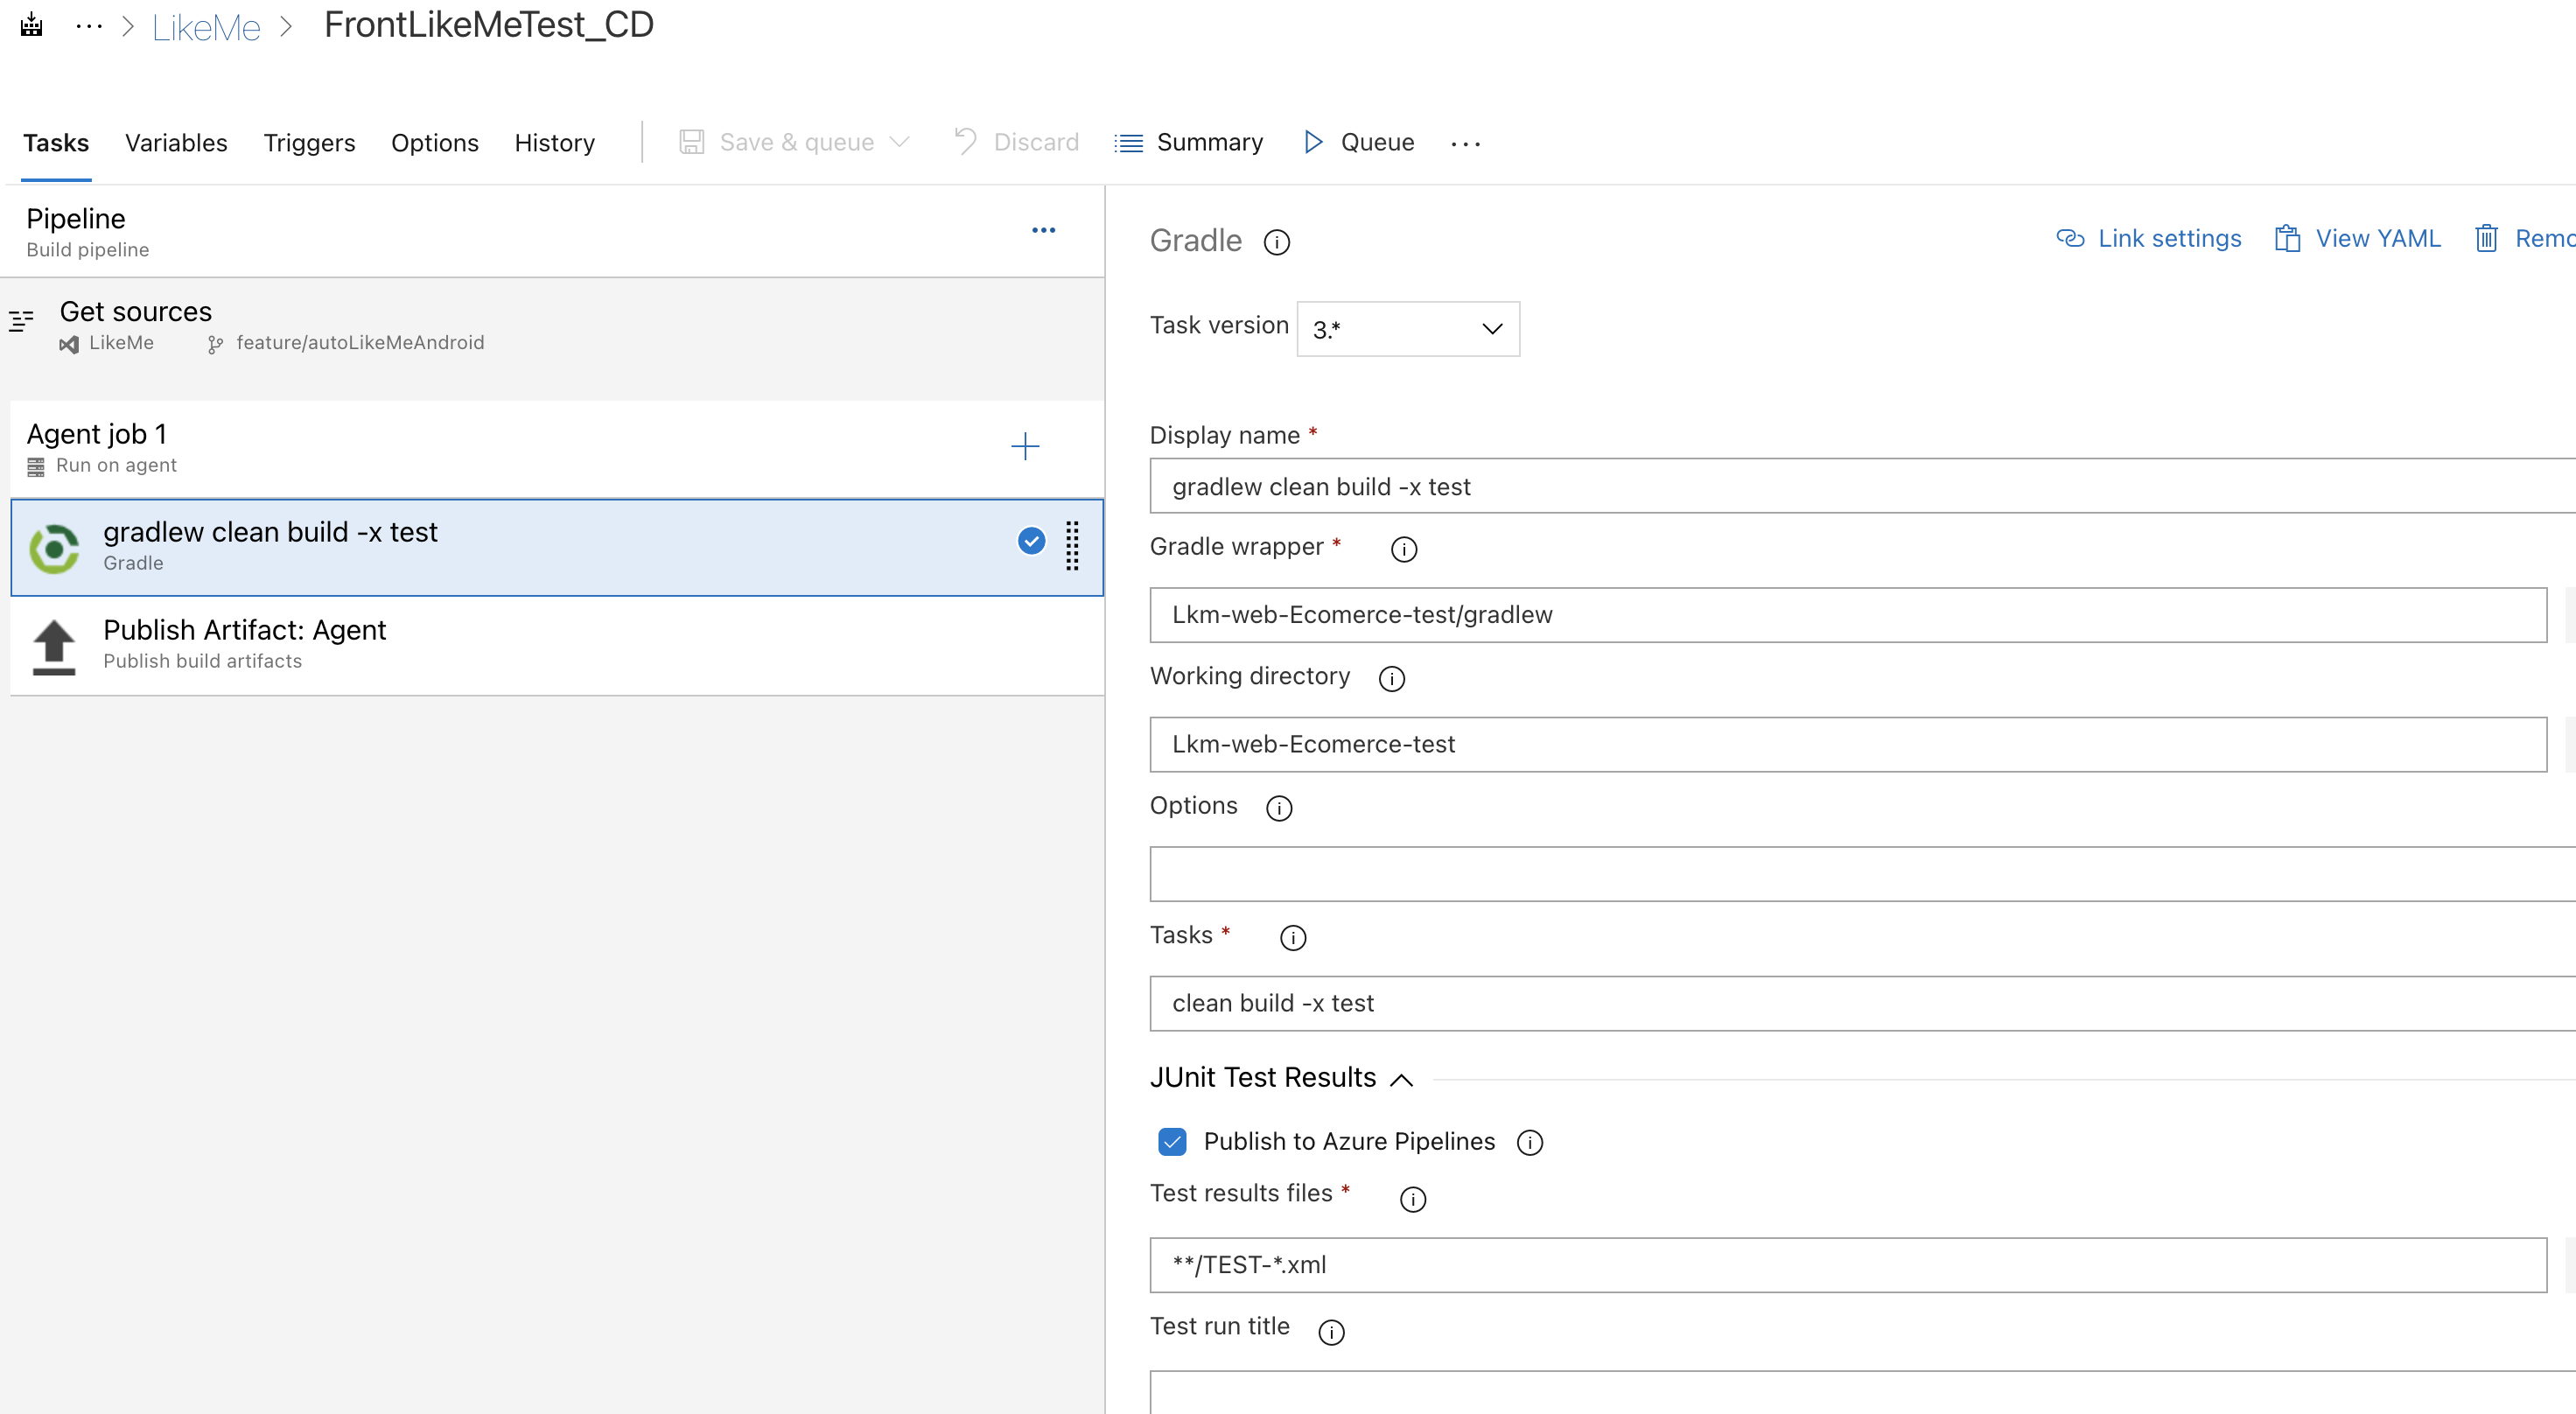 ··· > LikeMe > FrontLikeMeTest_CD
Tasks Variables Triggers Options History Save & queue Discard Summary Queue ···
Pipeline
Build pipeline
Get sources
LikeMe feature/autoLikeMeAndroid
Agent job 1
Run on agent
gradlew clean build -x test
Gradle
Publish Artifact: Agent
Publish build artifacts
Gradle
Link settings View YAML Remo
Task version 3.*
Display name *
gradlew clean build -x test
Gradle wrapper *
Lkm-web-Ecomerce-test/gradlew
Working directory
Lkm-web-Ecomerce-test
Options
Tasks *
clean build -x test
JUnit Test Results
Publish to Azure Pipelines
Test results files *
**/TEST-*.xml
Test run title